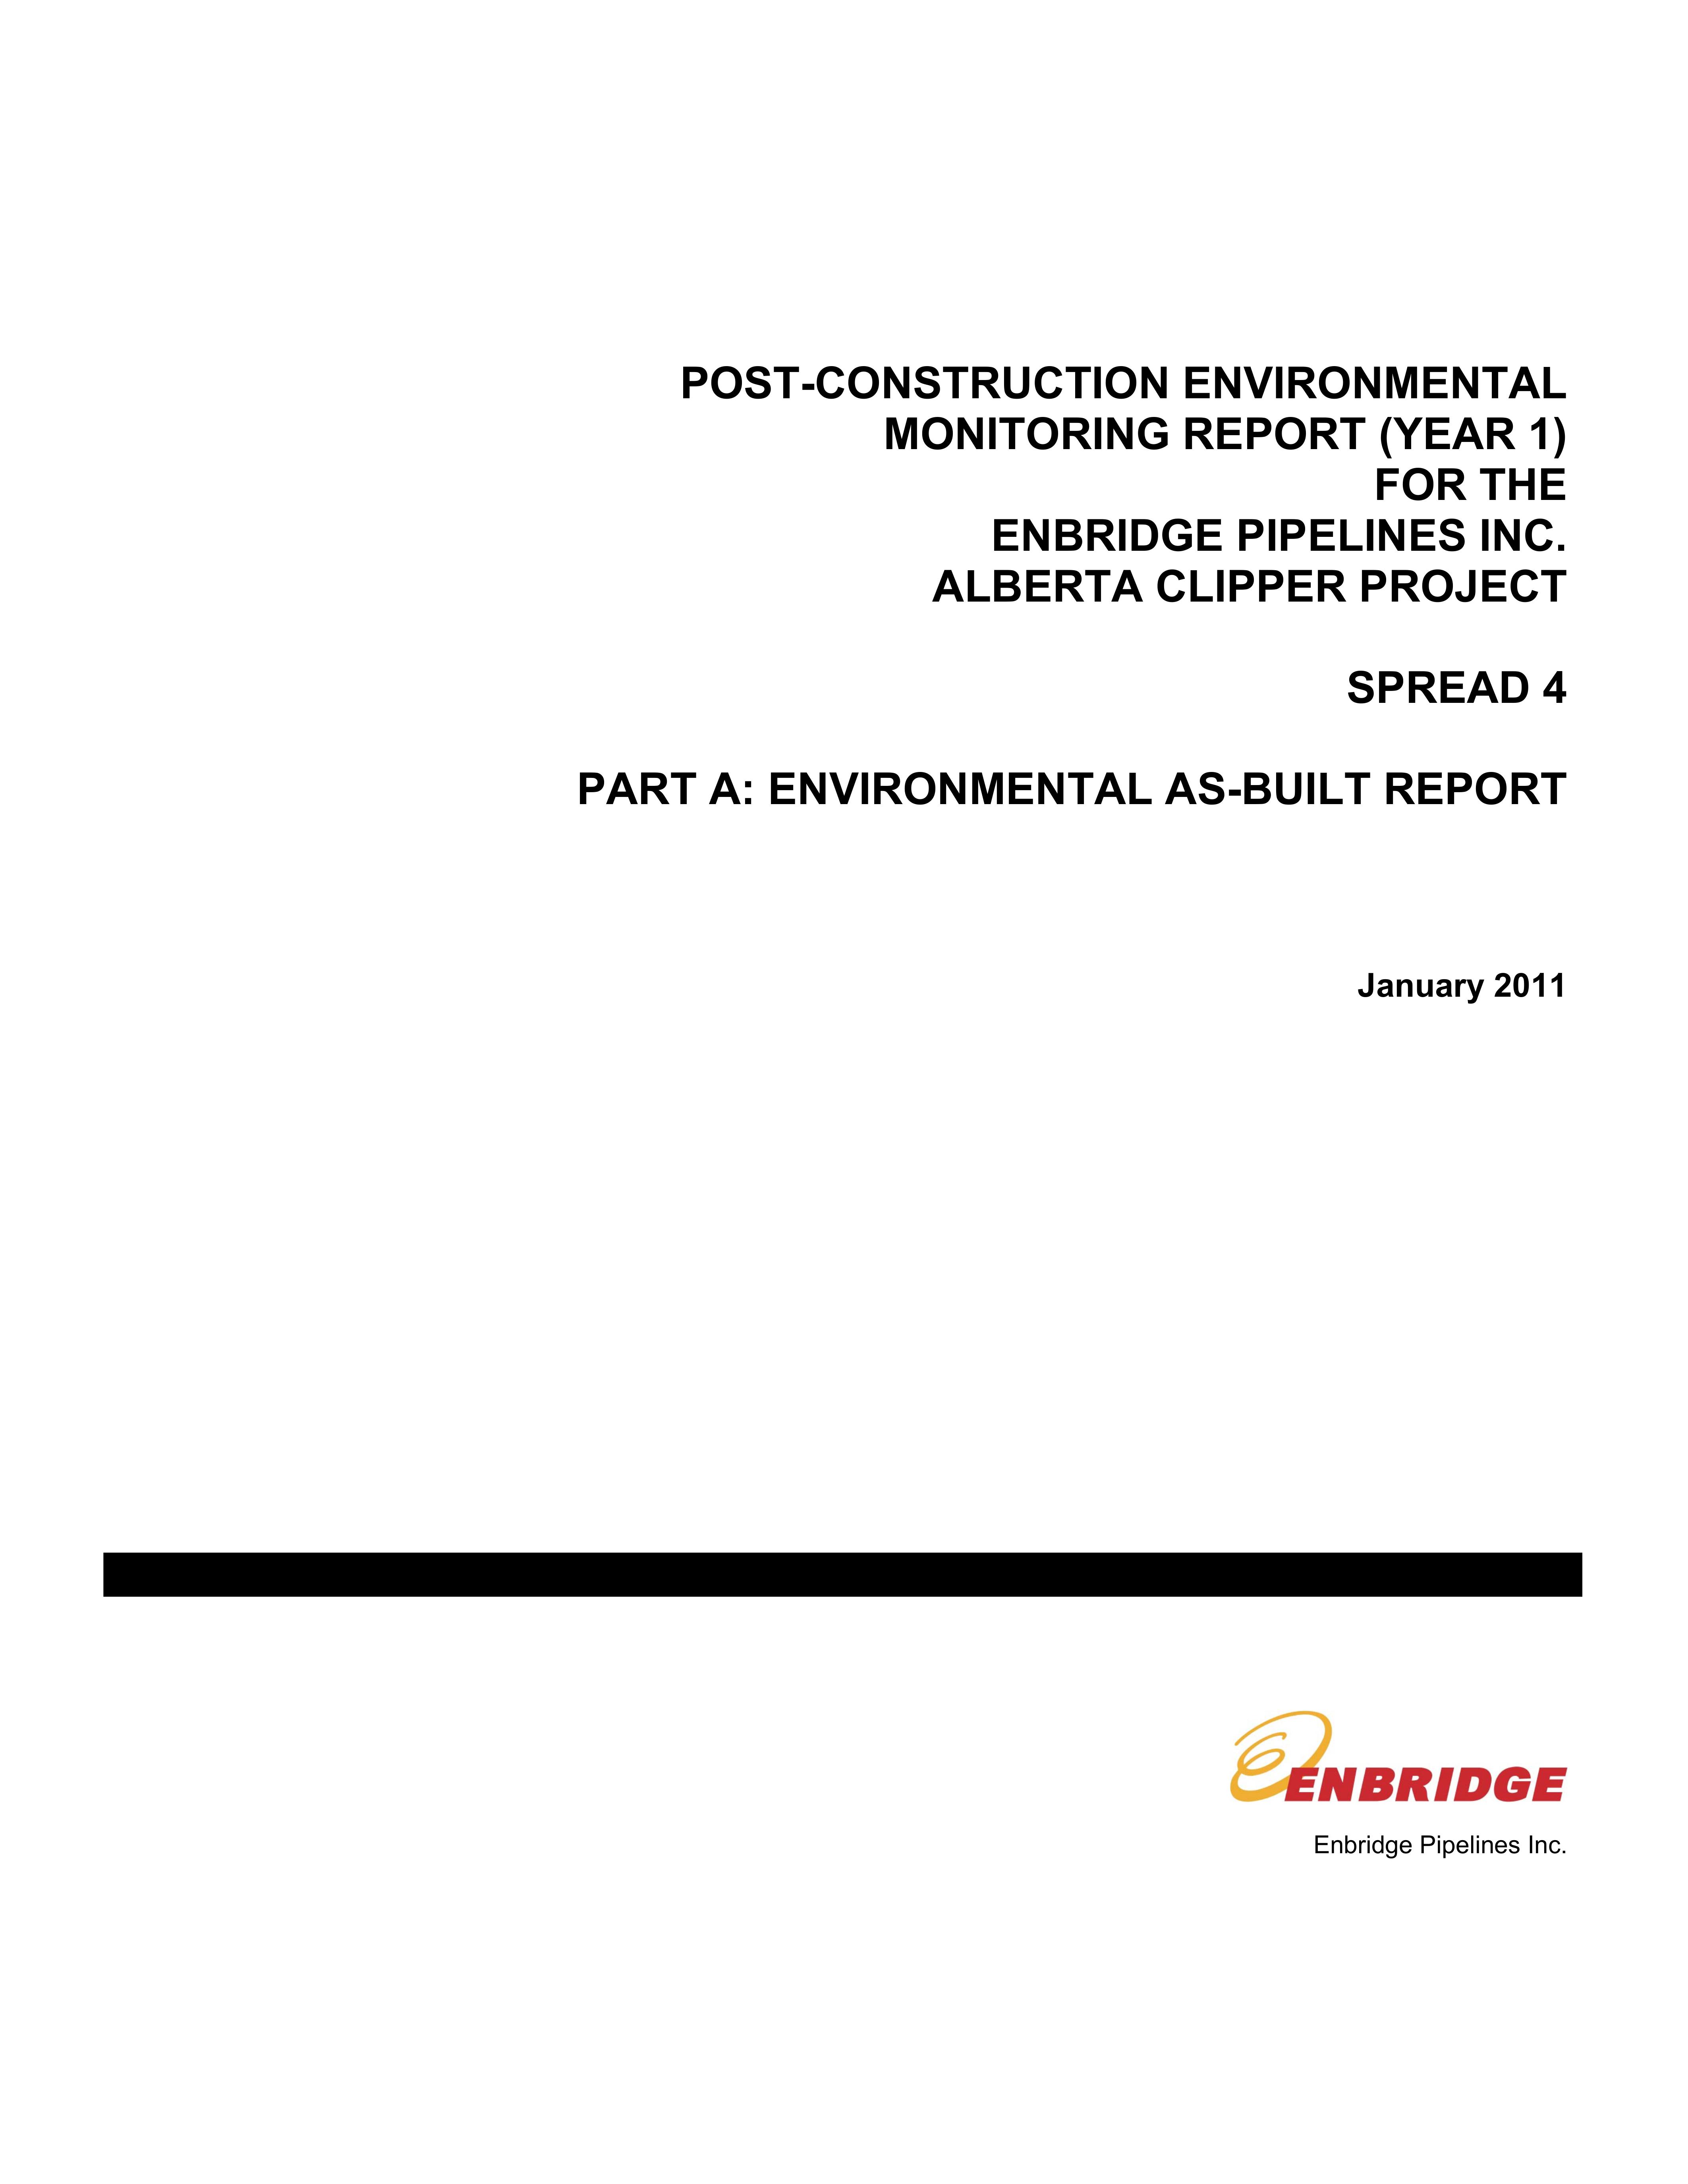 POST-CONSTRUCTION ENVIRONMENTAL
MONITORING REPORT (YEAR 1)
FOR THE
ENBRIDGE PIPELINES INC.
ALBERTA CLIPPER PROJECT
SPREAD 4
PART A: ENVIRONMENTAL AS-BUILT REPORT
January 2011
ENBRIDGE
Enbridge Pipelines Inc.